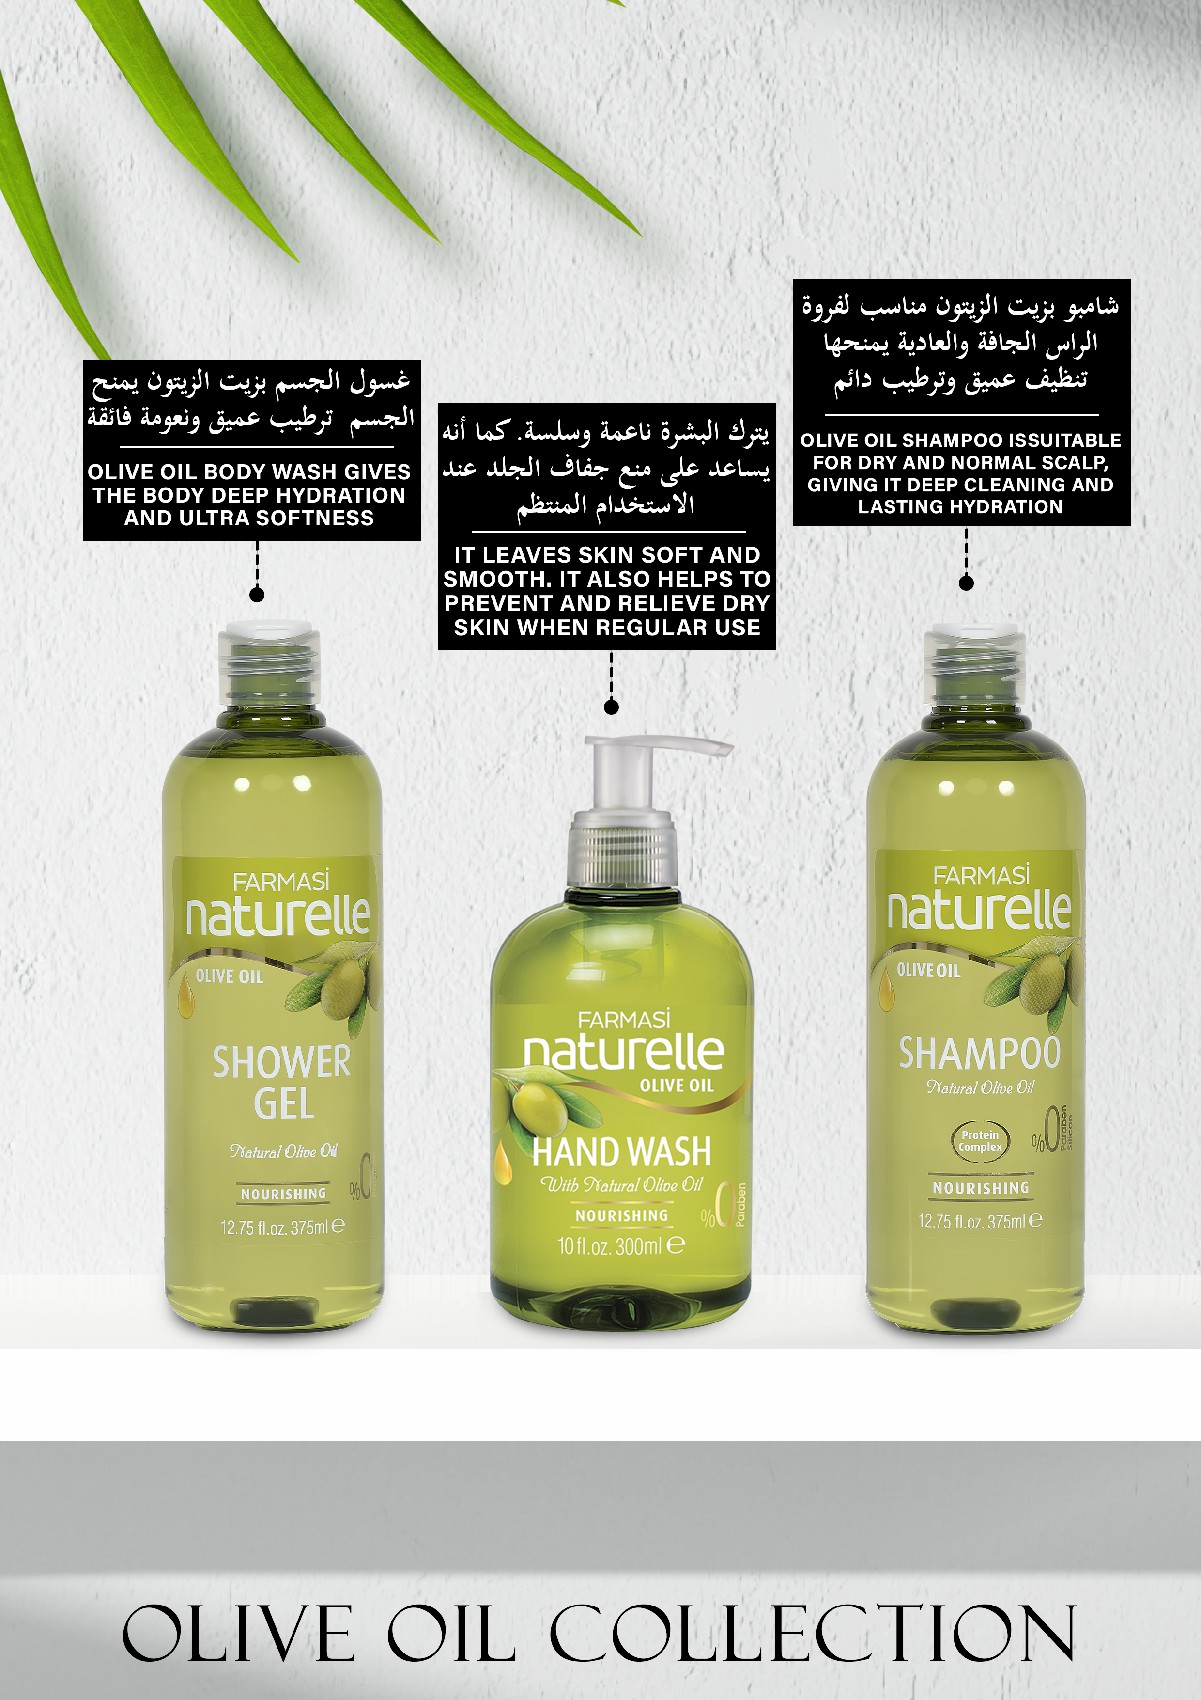 غسول الجسم بزيت الزيتون يمنح
الجسم ترطيب عميق ونعومة فائقة
OLIVE OIL BODY WASH GIVES
THE BODY DEEP HYDRATION
AND ULTRA SOFTNESS
يترك البشرة ناعمة وسلسة. كما أنه
يساعد على منع جفاف الجلد عند
الاستخدام المنتظم
IT LEAVES SKIN SOFT AND
SMOOTH. IT ALSO HELPS TO
PREVENT AND RELIEVE DRY
SKIN WHEN REGULAR USE
شامبو بزيت الزيتون مناسب لفروة
الراس الجافة والعادية يمنحها
تنظيف عميق وترطيب دائم
OLIVE OIL SHAMPOO ISSUITABLE
FOR DRY AND NORMAL SCALP,
GIVING IT DEEP CLEANING AND
LASTING HYDRATION
FARMASİ
naturelle
OLIVE OIL
SHOWER
GEL
Natural Olive Oil
NOURISHING
%0
12.75 fl.oz. 375ml e
FARMASİ
naturelle
OLIVE OIL
HAND WASH
With Natural Olive Oil
NOURISHING
%0 Paraben
10 fl.oz. 300ml e
FARMASİ
naturelle
OLIVE OIL
SHAMPOO
Natural Olive Oil
Protein
Complex
%0 Paraben
Silicon
NOURISHING
12.75 fl.oz. 375ml e
OLIVE OIL COLLECTION